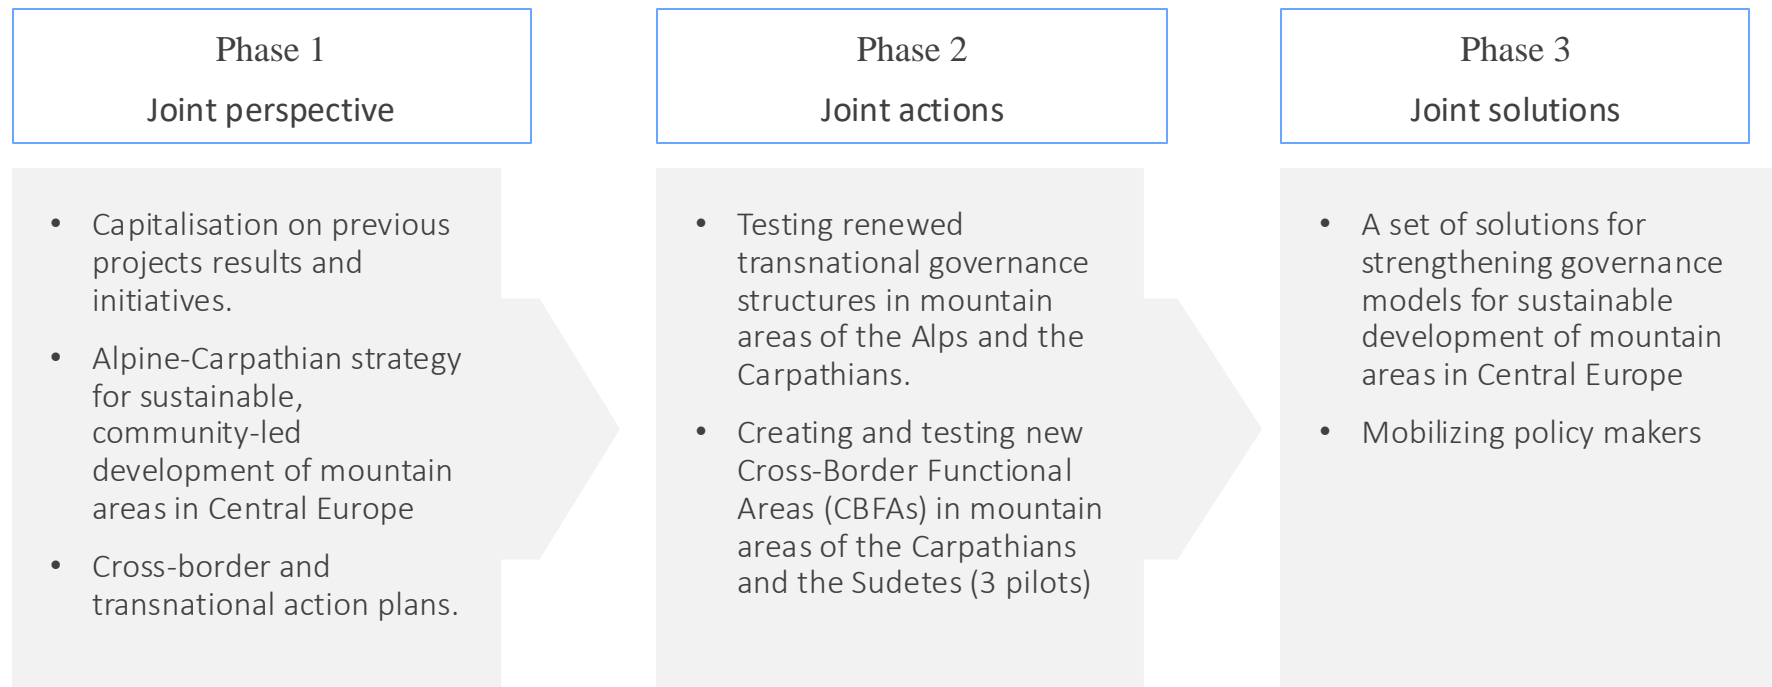 Phase 1
Joint perspective
• Capitalisation on previous
projects results and
initiatives.
• Alpine-Carpathian strategy
for sustainable,
community-led
development of mountain
areas in Central Europe
• Cross-border and
transnational action plans.
Phase 2
Joint actions
• Testing renewed
transnational governance
structures in mountain
areas of the Alps and the
Carpathians.
• Creating and testing new
Cross-Border Functional
Areas (CBFAs) in mountain
areas of the Carpathians
and the Sudetes (3 pilots)
Phase 3
Joint solutions
• A set of solutions for
strengthening governance
models for sustainable
development of mountain
areas in Central Europe
• Mobilizing policy makers